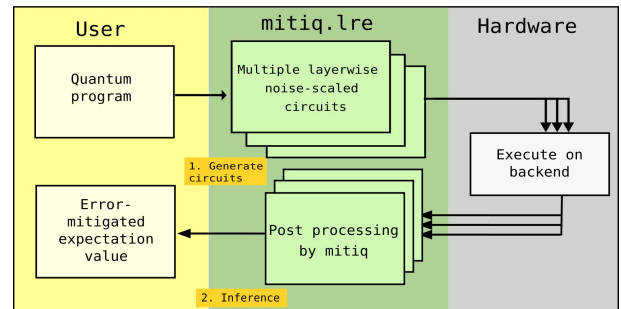 User
mitiq.lre
Hardware
Quantum
program
Multiple layerwise
noise-scaled
circuits
1. Generate
circuits
Execute on
backend
Error-
mitigated
expectation
value
Post processing
by mitiq
2. Inference